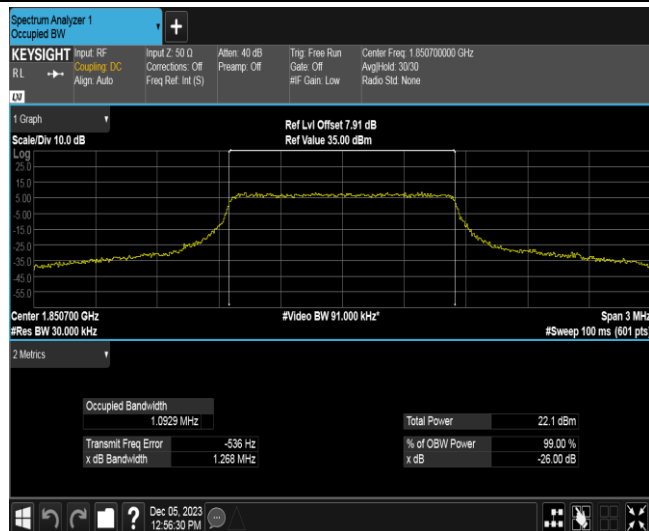 Spectrum Analyzer 1
Occupied BW
+
KEYSIGHT
RL
Input: RF
Coupling: DC
Align: Auto
Input Z: 50 Ω
Corrections: Off
Freq Ref: Int (S)
Atten: 40 dB
Preamp: Off
Trig: Free Run
Gate: Off
#IF Gain: Low
Center Freq: 1.850700000 GHz
Avg|Hold: 30/30
Radio Std: None
1 Graph
Ref Lvl Offset 7.91 dB
Scale/Div 10.0 dB
Ref Value 35.00 dBm
Log
25.0
15.0
5.00
-5.00
-15.0
-25.0
-35.0
-45.0
-55.0
Center 1.850700 GHz
#Video BW 91.000 kHz*
Span 3 MHz
#Res BW 30.000 kHz
#Sweep 100 ms (601 pts)
2 Metrics
Occupied Bandwidth
1.0929 MHz
Total Power 22.1 dBm
Transmit Freq Error -536 Hz
% of OBW Power 99.00 %
x dB Bandwidth 1.268 MHz
x dB -26.00 dB
?
Dec 05, 2023
12:56:30 PM